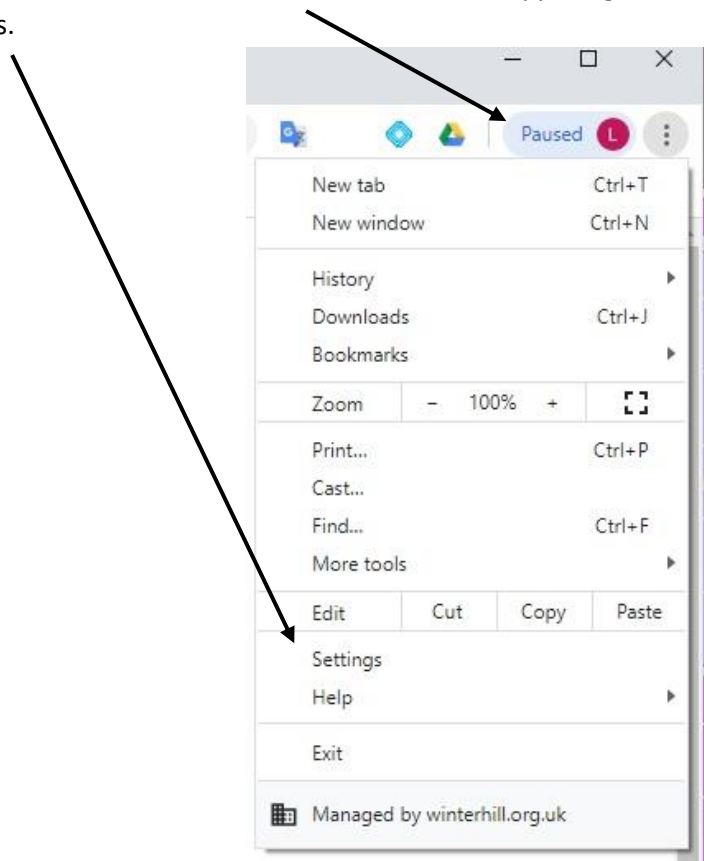 s.
Paused L
New tab Ctrl+T
New window Ctrl+N
History
Downloads Ctrl+J
Bookmarks
Zoom - 100% +
Print... Ctrl+P
Cast...
Find... Ctrl+F
More tools
Edit Cut Copy Paste
Settings
Help
Exit
Managed by winterhill.org.uk